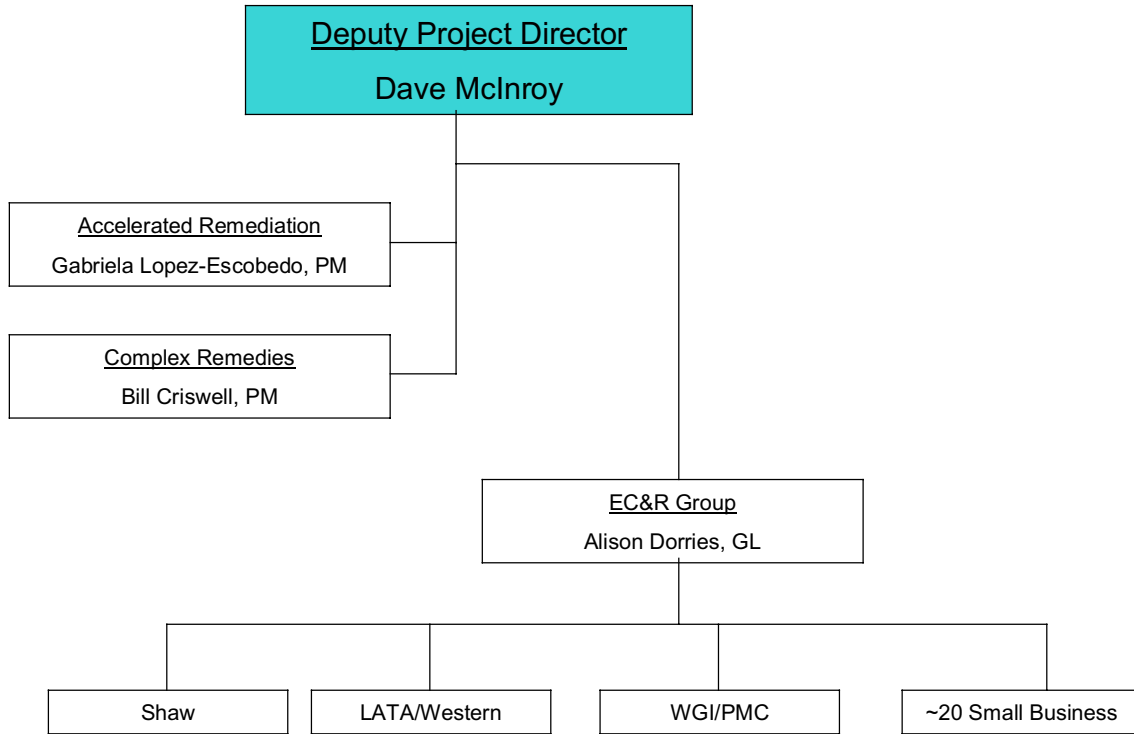 Deputy Project Director
Dave McInroy
Accelerated Remediation
Gabriela Lopez-Escobedo, PM
Complex Remedies
Bill Criswell, PM
EC&R Group
Alison Dorries, GL
Shaw
LATA/Western
WGI/PMC
~20 Small Business